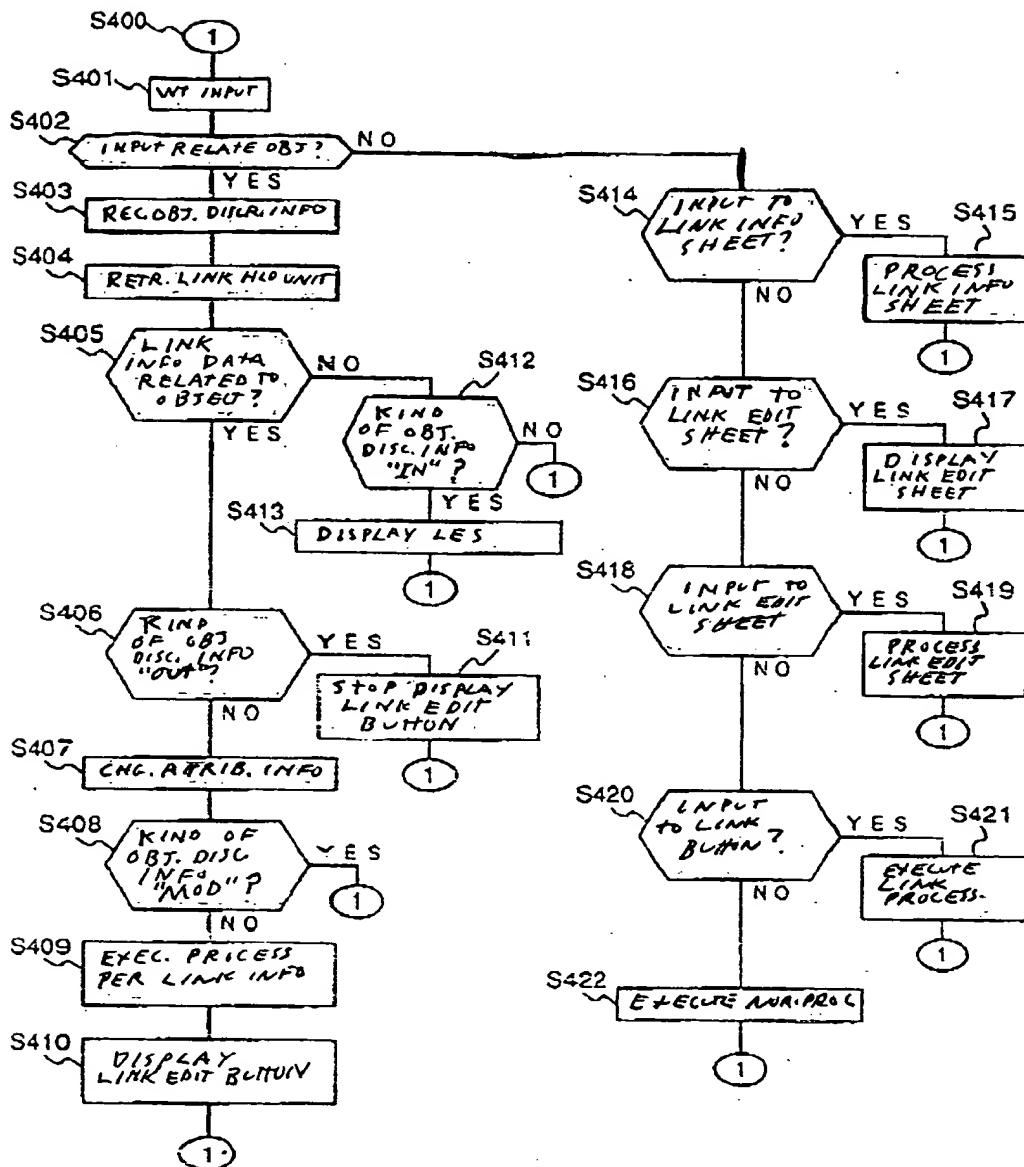 S400
1
S401
WT INPUT
S402
INPUT RELATE OBJ?
NO
YES
S403
REC OBJ. DISCR. INFO
S404
RETR. LINK HLD UNIT
S405
LINK
INFO DATA
RELATED TO
OBJECT?
NO
YES
S412
KIND
OF OBJ.
DISC. INFO
"IN"?
NO
1
YES
S413
DISPLAY LES
1
S406
KIND
OF OBJ
DISC. INFO
"OUT"?
YES
NO
S411
STOP DISPLAY
LINK EDIT
BUTTON
1
S407
CHG. ATTRIB. INFO
S408
KIND OF
OBJ. DISC
INFO
"MOD"?
YES
1
NO
S409
EXEC. PROCESS
PER LINK INFO
S410
DISPLAY
LINK EDIT BUTTON
1
S414
INPUT TO
LINK INFO
SHEET?
YES
NO
S415
PROCESS
LINK INFO
SHEET
1
S416
INPUT TO
LINK EDIT
SHEET?
YES
NO
S417
DISPLAY
LINK EDIT
SHEET
1
S418
INPUT TO
LINK EDIT
SHEET
YES
NO
S419
PROCESS
LINK EDIT
SHEET
1
S420
INPUT
TO LINK
BUTTON?
YES
NO
S421
EXECUTE
LINK
PROCESS.
1
S422
EXECUTE NOR. PROC
1